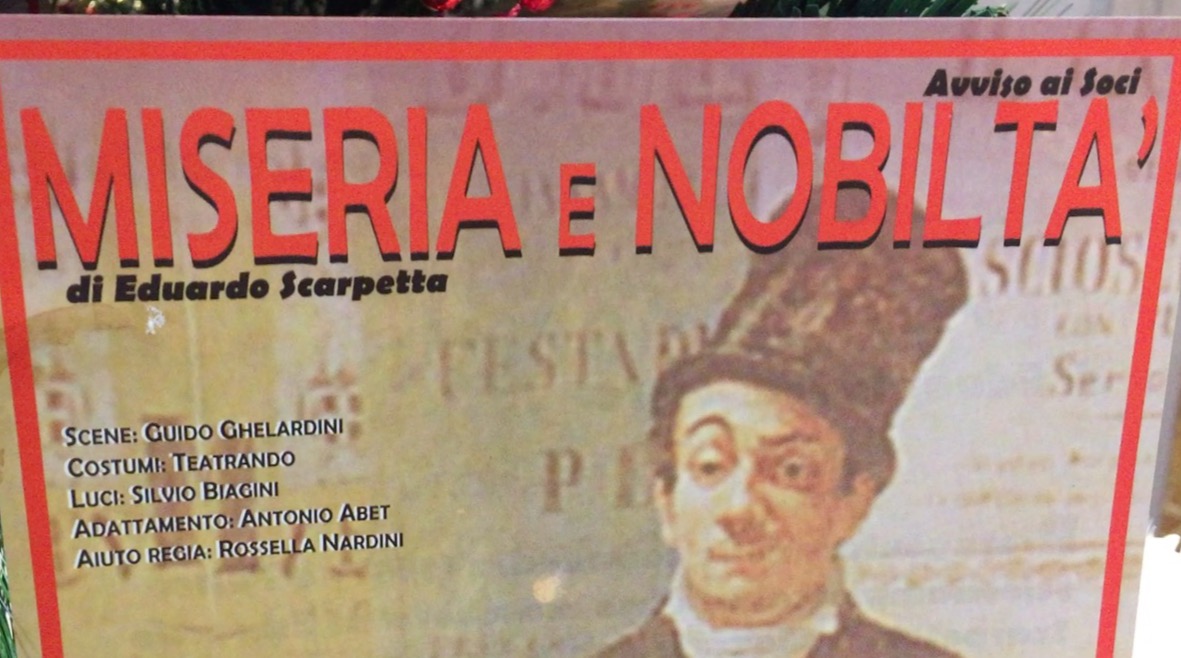 Avviso ai Soci
MISERIA E NOBILTA'
di Eduardo Scarpetta
FESTA
SCENE: GUIDO GHELARDINI
COSTUMI: TEATRANDO
LUCI: SILVIO BIAGINI
ADATTAMENTO: ANTONIO ABET
AIUTO REGIA: ROSSELLA NARDINI